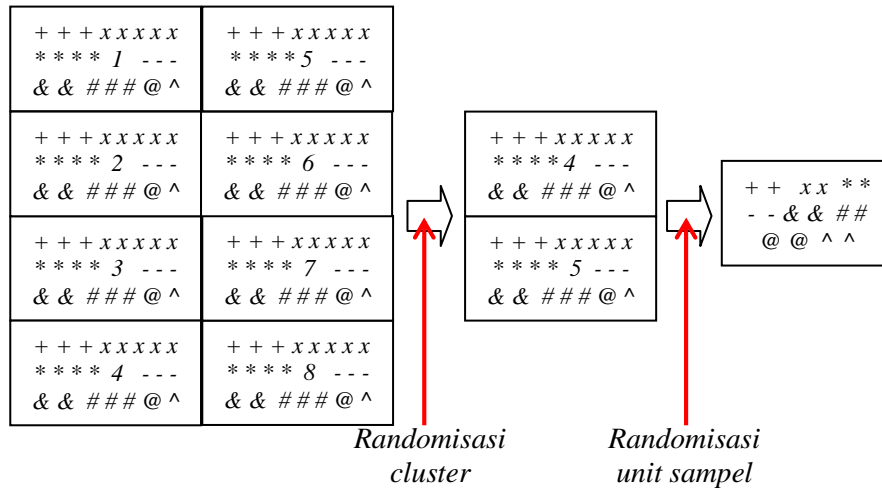 + + + x x x x x
* * * * 1 - - -
& & # # # @ ^
+ + + x x x x x
* * * * 5 - - -
& & # # # @ ^
+ + + x x x x x
* * * * 2 - - -
& & # # # @ ^
+ + + x x x x x
* * * * 6 - - -
& & # # # @ ^
+ + + x x x x x
* * * * 3 - - -
& & # # # @ ^
+ + + x x x x x
* * * * 7 - - -
& & # # # @ ^
+ + + x x x x x
* * * * 4 - - -
& & # # # @ ^
+ + + x x x x x
* * * * 8 - - -
& & # # # @ ^
+ + + x x x x x
* * * * 4 - - -
& & # # # @ ^
+ + + x x x x x
* * * * 5 - - -
& & # # # @ ^
+ + x x * *
- - & & # #
@ @ ^ ^
Randomisasi
cluster
Randomisasi
unit sampel